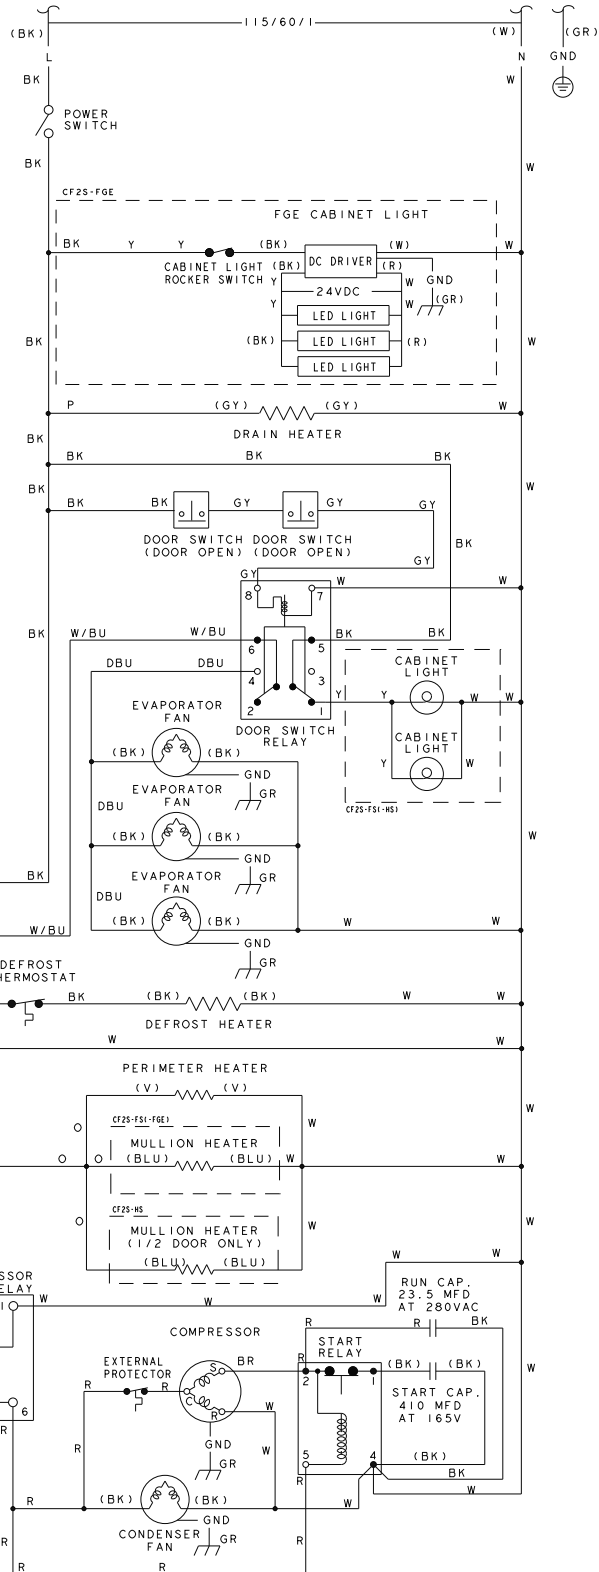 115/60/1
(BK) (W) (GR)
L N GND
BK W
POWER
SWITCH
BK W
CF2S-FGE
FGE CABINET LIGHT
BK Y Y (BK) (W) W
CABINET LIGHT
ROCKER SWITCH
(BK) DC DRIVER (R)
GND
Y 24VDC W
(GR)
Y LED LIGHT W
BK (BK) LED LIGHT (R) W
LED LIGHT
P (GY) (GY) W
DRAIN HEATER
BK
BK BK
BK W
BK BK GY GY GY
DOOR SWITCH DOOR SWITCH
(DOOR OPEN) (DOOR OPEN)
BK
GY
GY W
8 7
BK W/BU W/BU BK BK
6 5
DBU DBU
4 3
2 1
CABINET
LIGHT
Y Y W W
DOOR SWITCH
RELAY
CABINET
LIGHT
Y W
CF2S-FS(-HS)
EVAPORATOR
FAN
(BK) (BK)
GND
GR
DBU
EVAPORATOR
FAN
(BK) (BK)
W
GND
GR
BK
EVAPORATOR
FAN
DBU
(BK) (BK) W W
W/BU
GND
GR
DEFROST
HERMOSTAT
BK (BK) (BK) W W
DEFROST HEATER
W W
PERIMETER HEATER
(V) (V)
CF2S-FS(-FGE)
O W W
MULLION HEATER
O O (BLU) (BLU) W W
CF2S-HS
O W W
MULLION HEATER
(1/2 DOOR ONLY)
(BLU) (BLU)
W W
SSOR
ELAY
1 W W W
RUN CAP.
23.5 MFD
AT 280VAC
R R BK
COMPRESSOR
START
RELAY
EXTERNAL
PROTECTOR
S BR R (BK) (BK) W
2 1
R R C
START CAP.
410 MFD
AT 165V
R W
6
R
GND
R W
5 4 (BK)
GR
R BK
W
R (BK) (BK) W
GND
CONDENSER
FAN
GR
R R R